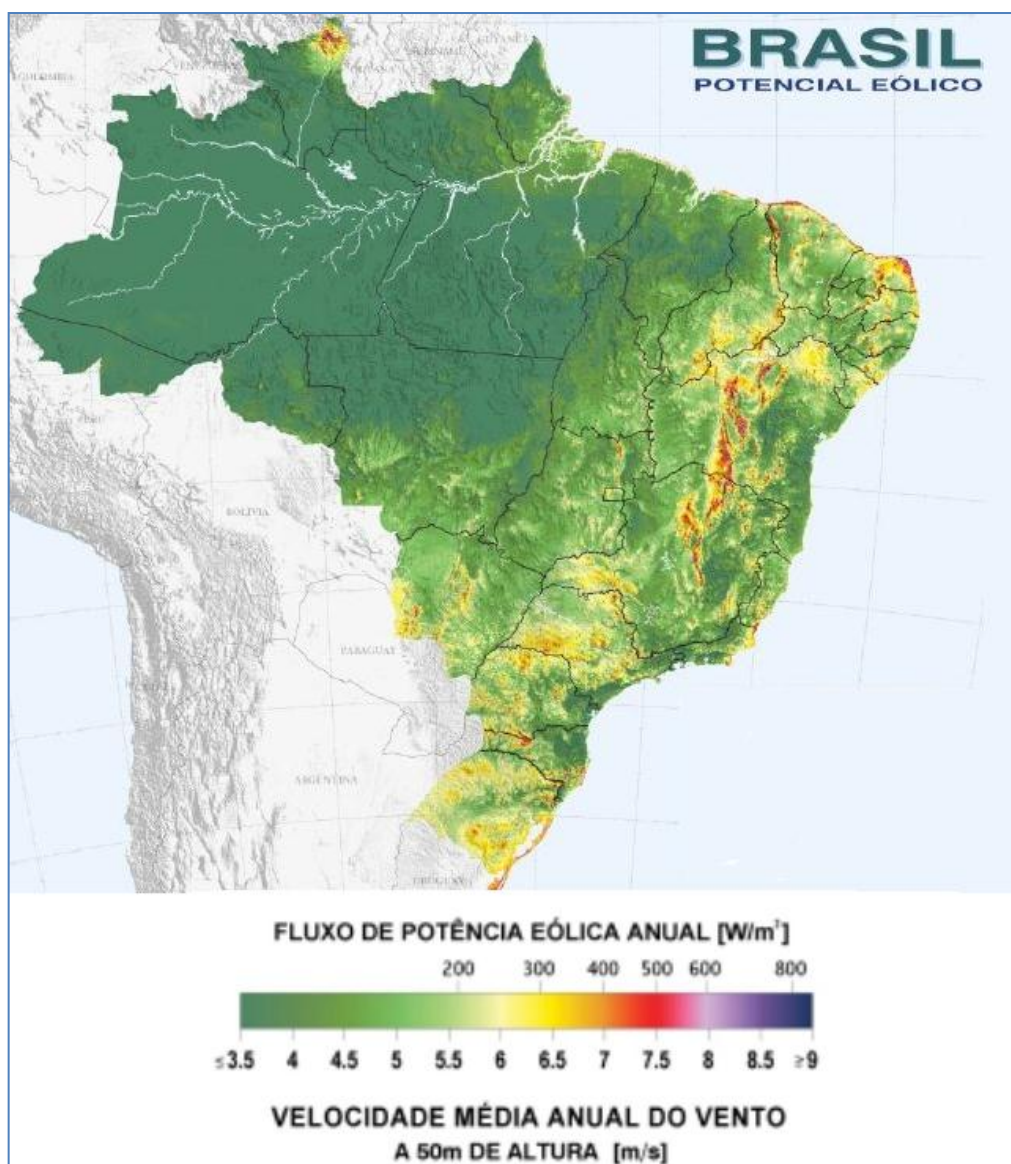 BRASIL
POTENCIAL EÓLICO
COLOMBIA
BOLIVIA
PARAGUAY
ARGENTINA
URUGUAY
FLUXO DE POTÊNCIA EÓLICA ANUAL [W/m²]
200 300 400 500 600 800
≤3.5 4 4.5 5 5.5 6 6.5 7 7.5 8 8.5 ≥9
VELOCIDADE MÉDIA ANUAL DO VENTO
A 50m DE ALTURA [m/s]